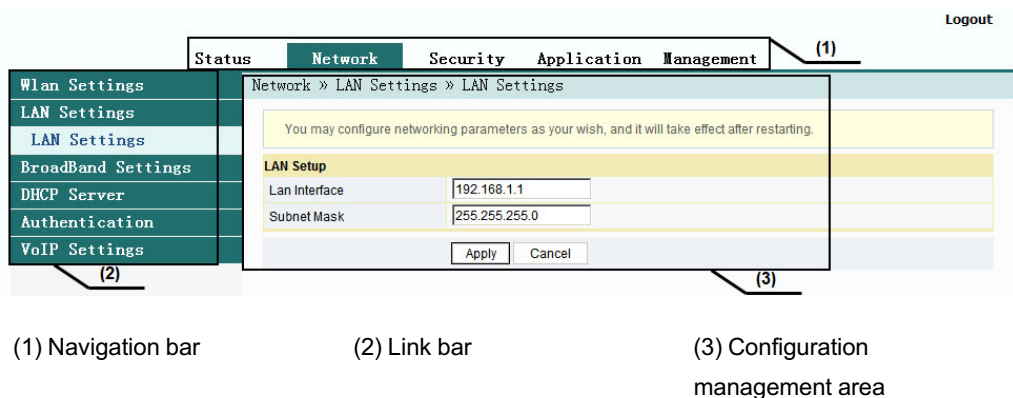 Logout
Status Network Security Application Management (1)
Wlan Settings
LAN Settings
LAN Settings
BroadBand Settings
DHCP Server
Authentication
VoIP Settings
(2)
Network » LAN Settings » LAN Settings
You may configure networking parameters as your wish, and it will take effect after restarting.
LAN Setup
Lan Interface 192.168.1.1
Subnet Mask 255.255.255.0
Apply Cancel
(3)
(1) Navigation bar (2) Link bar (3) Configuration
management area